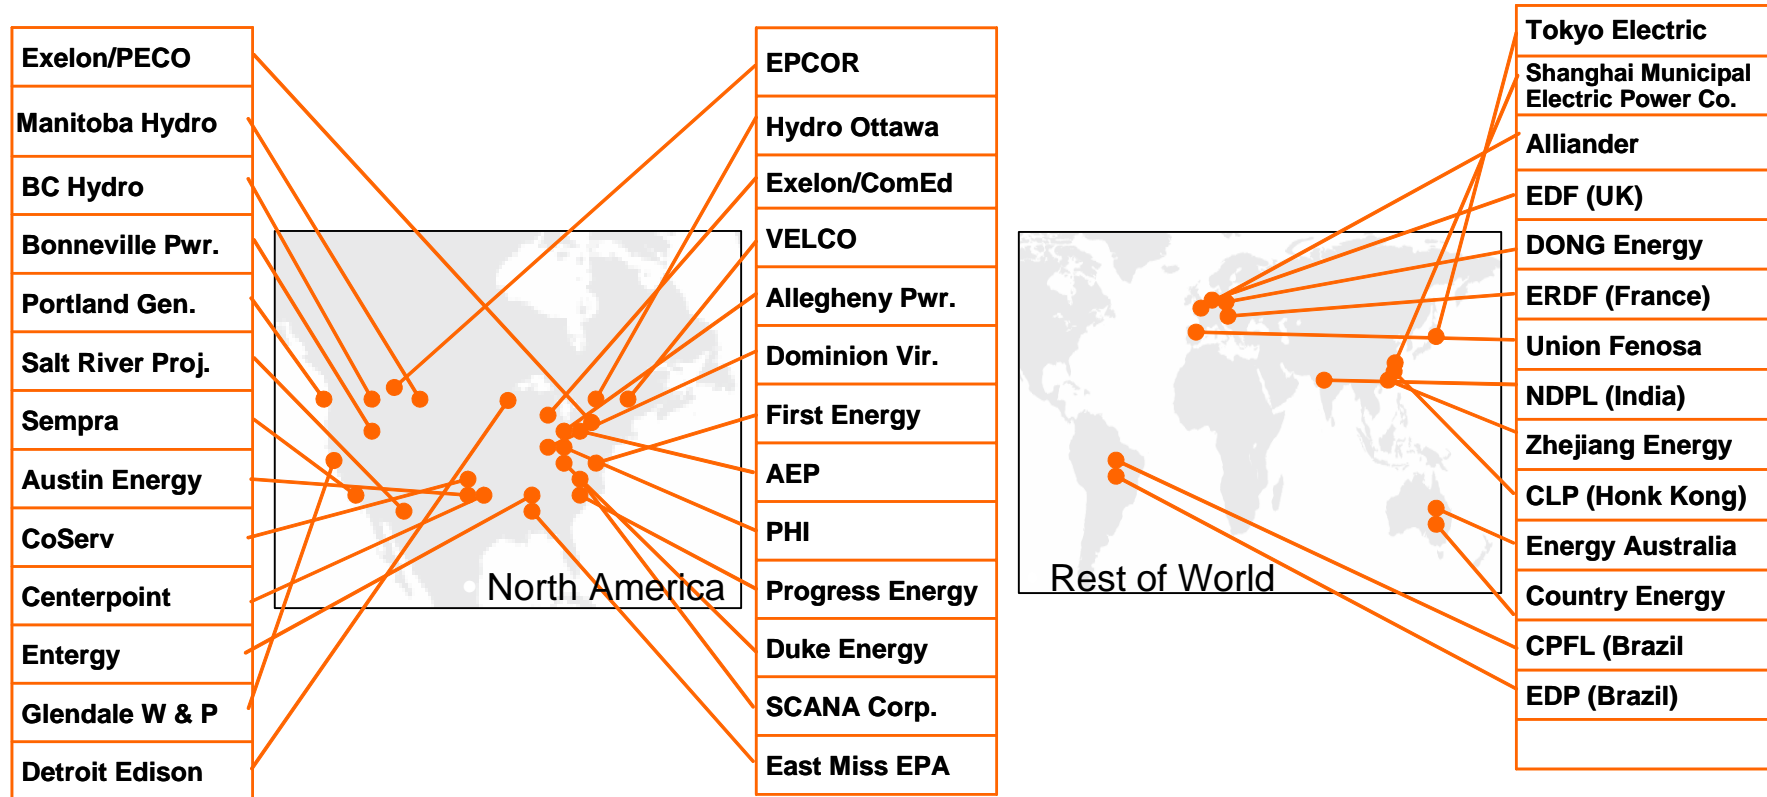 Exelon/PECO
Manitoba Hydro
BC Hydro
Bonneville Pwr.
Portland Gen.
Salt River Proj.
Sempra
Austin Energy
CoServ
Centerpoint
Entergy
Glendale W & P
Detroit Edison
North America
EPCOR
Hydro Ottawa
Exelon/ComEd
VELCO
Allegheny Pwr.
Dominion Vir.
First Energy
AEP
PHI
Progress Energy
Duke Energy
SCANA Corp.
East Miss EPA
Rest of World
Tokyo Electric
Shanghai Municipal
Electric Power Co.
Alliander
EDF (UK)
DONG Energy
ERDF (France)
Union Fenosa
NDPL (India)
Zhejiang Energy
CLP (Honk Kong)
Energy Australia
Country Energy
CPFL (Brazil
EDP (Brazil)